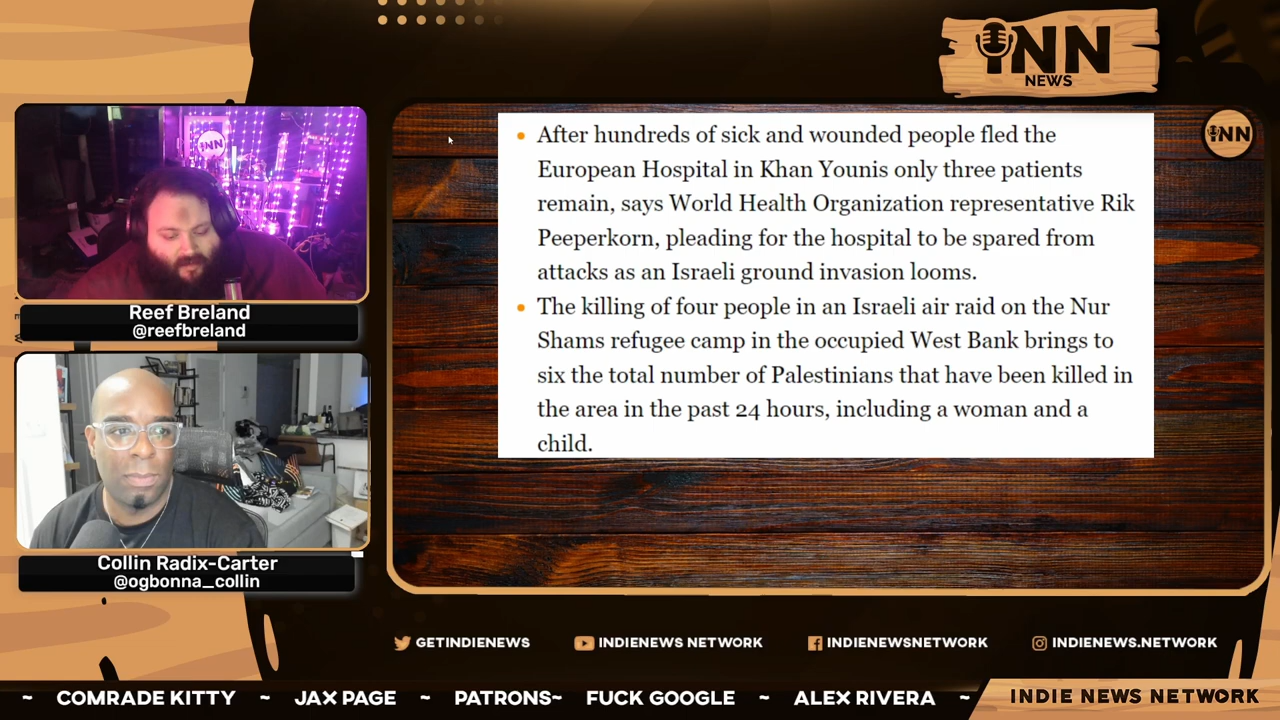 iNN
NEWS
iNN
iNN
After hundreds of sick and wounded people fled the
European Hospital in Khan Younis only three patients
remain, says World Health Organization representative Rik
Peeperkorn, pleading for the hospital to be spared from
attacks as an Israeli ground invasion looms.
The killing of four people in an Israeli air raid on the Nur
Shams refugee camp in the occupied West Bank brings to
six the total number of Palestinians that have been killed in
the area in the past 24 hours, including a woman and a
child.
Reef Breland
@reefbreland
Collin Radix-Carter
@ogbonna_collin
GETINDIENEWS INDIENEWS NETWORK INDIENEWSNETWORK INDIENEWS.NETWORK
~ COMRADE KITTY ~ JAX PAGE ~ PATRONS~ FUCK GOOGLE ~ ALEX RIVERA ~ INDIE NEWS NETWORK